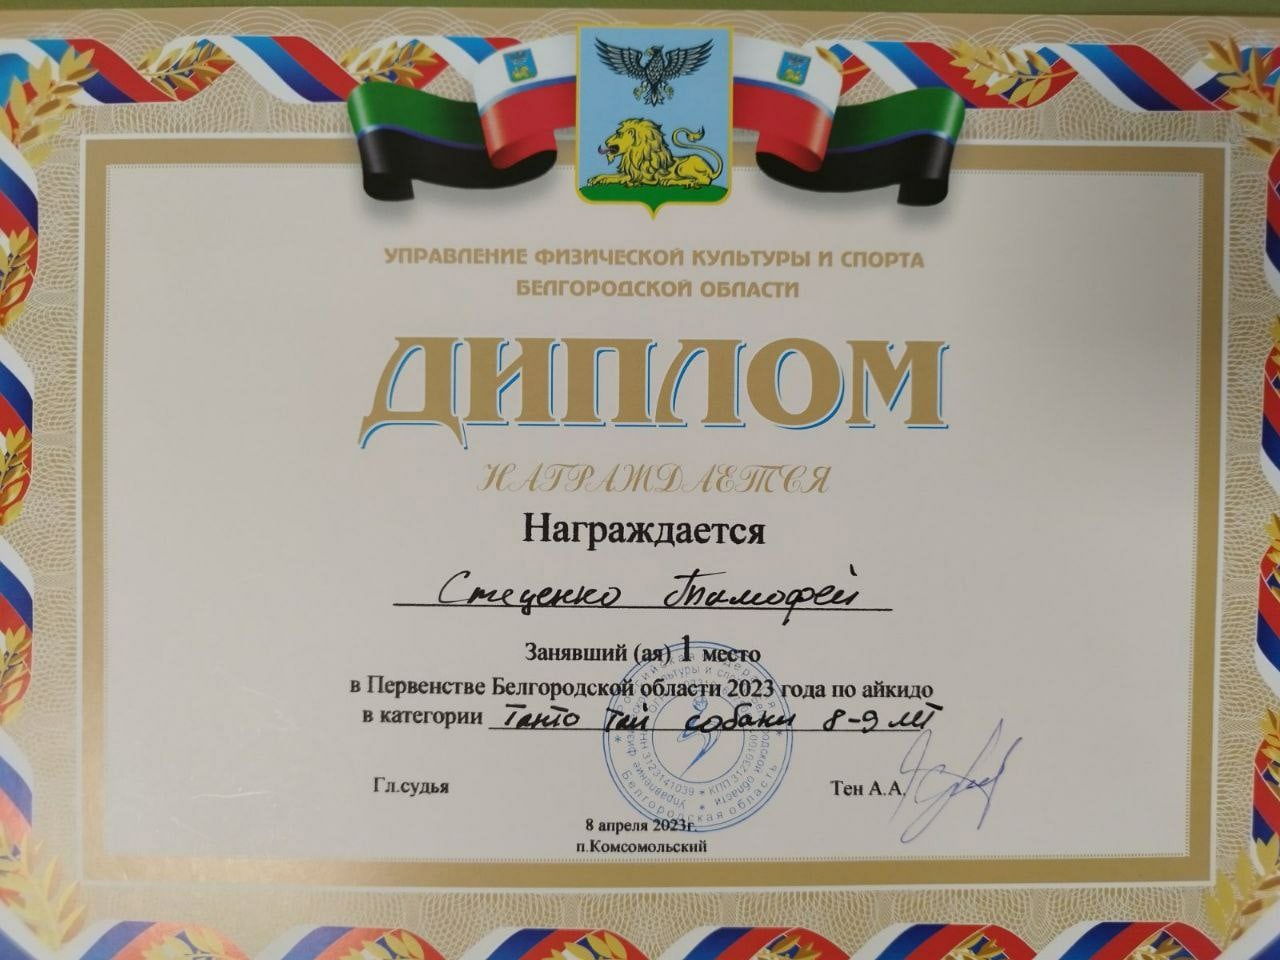 УПРАВЛЕНИЕ ФИЗИЧЕСКОЙ КУЛЬТУРЫ И СПОРТА
БЕЛГОРОДСКОЙ ОБЛАСТИ
ДИПЛОМ
НАГРАЖДАЕТСЯ
Награждается
Стеценко Тимофей
Занявший (ая) 1 место
в Первенстве Белгородской области 2023 года по айкидо
в категории Танто тай собаки 8-9 лет
Гл.судья
Тен А.А.
8 апреля 2023г.
п.Комсомольский